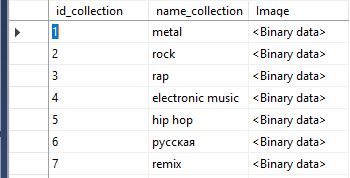 id_collection name_collection Image
1 metal <Binary data>
2 rock <Binary data>
3 rap <Binary data>
4 electronic music <Binary data>
5 hip hop <Binary data>
6 русская <Binary data>
7 remix <Binary data>